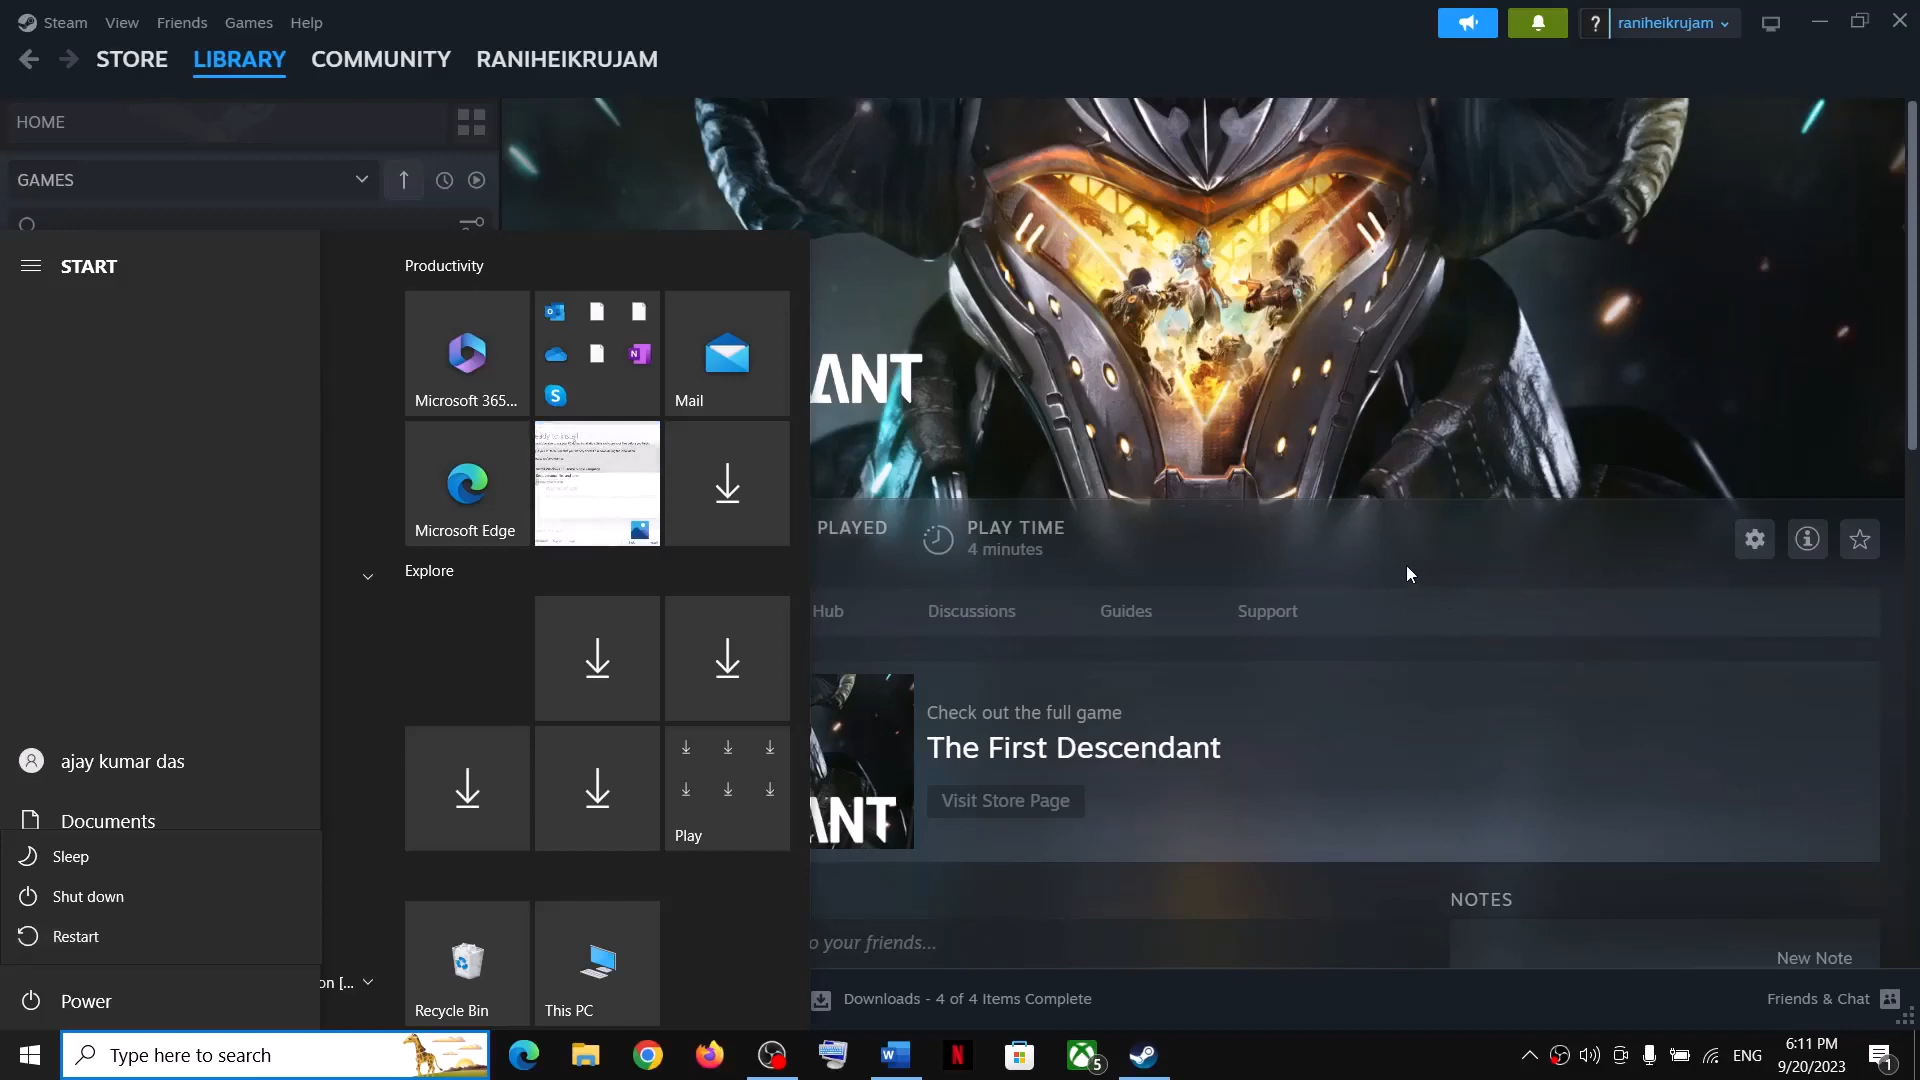 Steam View Friends Games Help
? raniheikrujam
STORE LIBRARY COMMUNITY RANIHEIKRUJAM
HOME
GAMES
START
Productivity
Microsoft 365...
Mail
Microsoft Edge
Explore
Play
ajay kumar das
Documents
Sleep
Shut down
Restart
on [...
Power
Recycle Bin
This PC
ANT
PLAYED
PLAY TIME
4 minutes
Hub Discussions Guides Support
Check out the full game
The First Descendant
Visit Store Page
ANT
NOTES
o your friends...
New Note
Downloads - 4 of 4 Items Complete
Friends & Chat
Type here to search
5
ENG
6:11 PM
9/20/2023
1